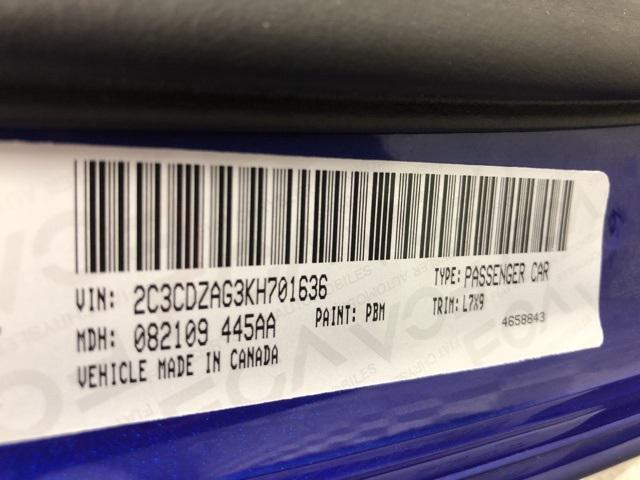 VIN: 2C3CDZAG3KH701636
TYPE: PASSENGER CAR
MDH: 082109 445AA
PAINT: PBM
TRIM: L7X9
VEHICLE MADE IN CANADA
4658843